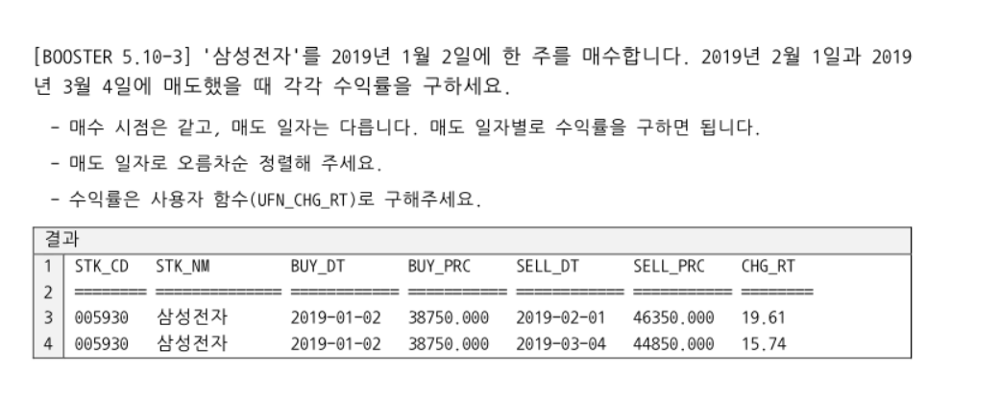 [BOOSTER 5.10-3] '삼성전자'를 2019년 1월 2일에 한 주를 매수합니다. 2019년 2월 1일과 2019
년 3월 4일에 매도했을 때 각각 수익률을 구하세요.
- 매수 시점은 같고, 매도 일자는 다릅니다. 매도 일자별로 수익률을 구하면 됩니다.
- 매도 일자로 오름차순 정렬해 주세요.
- 수익률은 사용자 함수(UFN_CHG_RT)로 구해주세요.
결과
1 STK_CD STK_NM BUY_DT BUY_PRC SELL_DT SELL_PRC CHG_RT
2 ======== ============== ============ =========== ============ =========== ========
3 005930 삼성전자 2019-01-02 38750.000 2019-02-01 46350.000 19.61
4 005930 삼성전자 2019-01-02 38750.000 2019-03-04 44850.000 15.74